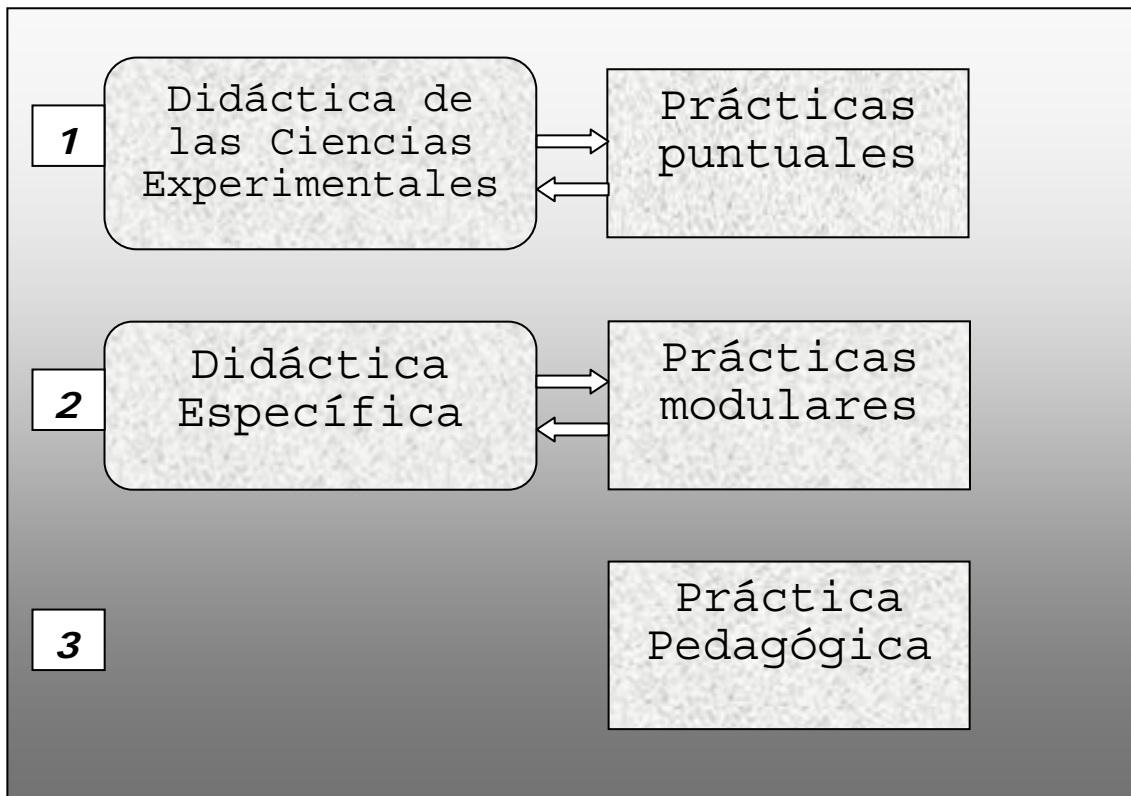 1
Didáctica de
las Ciencias
Experimentales
Prácticas
puntuales
2
Didáctica
Específica
Prácticas
modulares
3
Práctica
Pedagógica